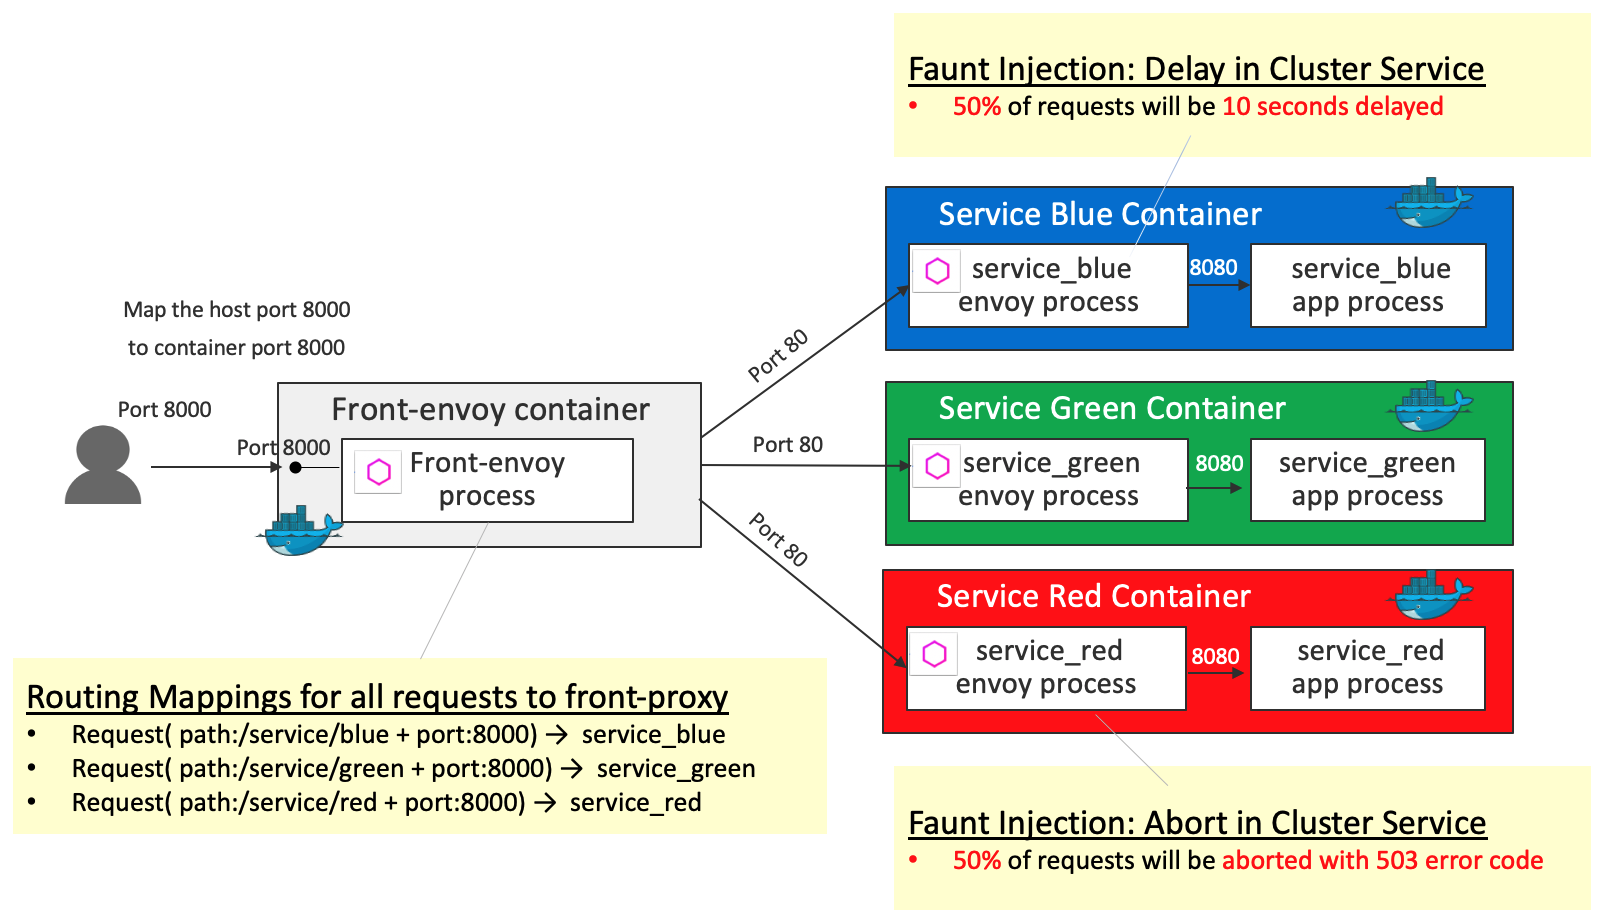 Faunt Injection: Delay in Cluster Service
• 50% of requests will be 10 seconds delayed
Service Blue Container
service_blue
envoy process
8080
service_blue
app process
Map the host port 8000
to container port 8000
Port 8000
Port 8000
Front-envoy container
Front-envoy
process
Port 80
Port 80
Port 80
Service Green Container
service_green
envoy process
8080
service_green
app process
Service Red Container
service_red
envoy process
8080
service_red
app process
Routing Mappings for all requests to front-proxy
• Request( path:/service/blue + port:8000) → service_blue
• Request( path:/service/green + port:8000) → service_green
• Request( path:/service/red + port:8000) → service_red
Faunt Injection: Abort in Cluster Service
• 50% of requests will be aborted with 503 error code